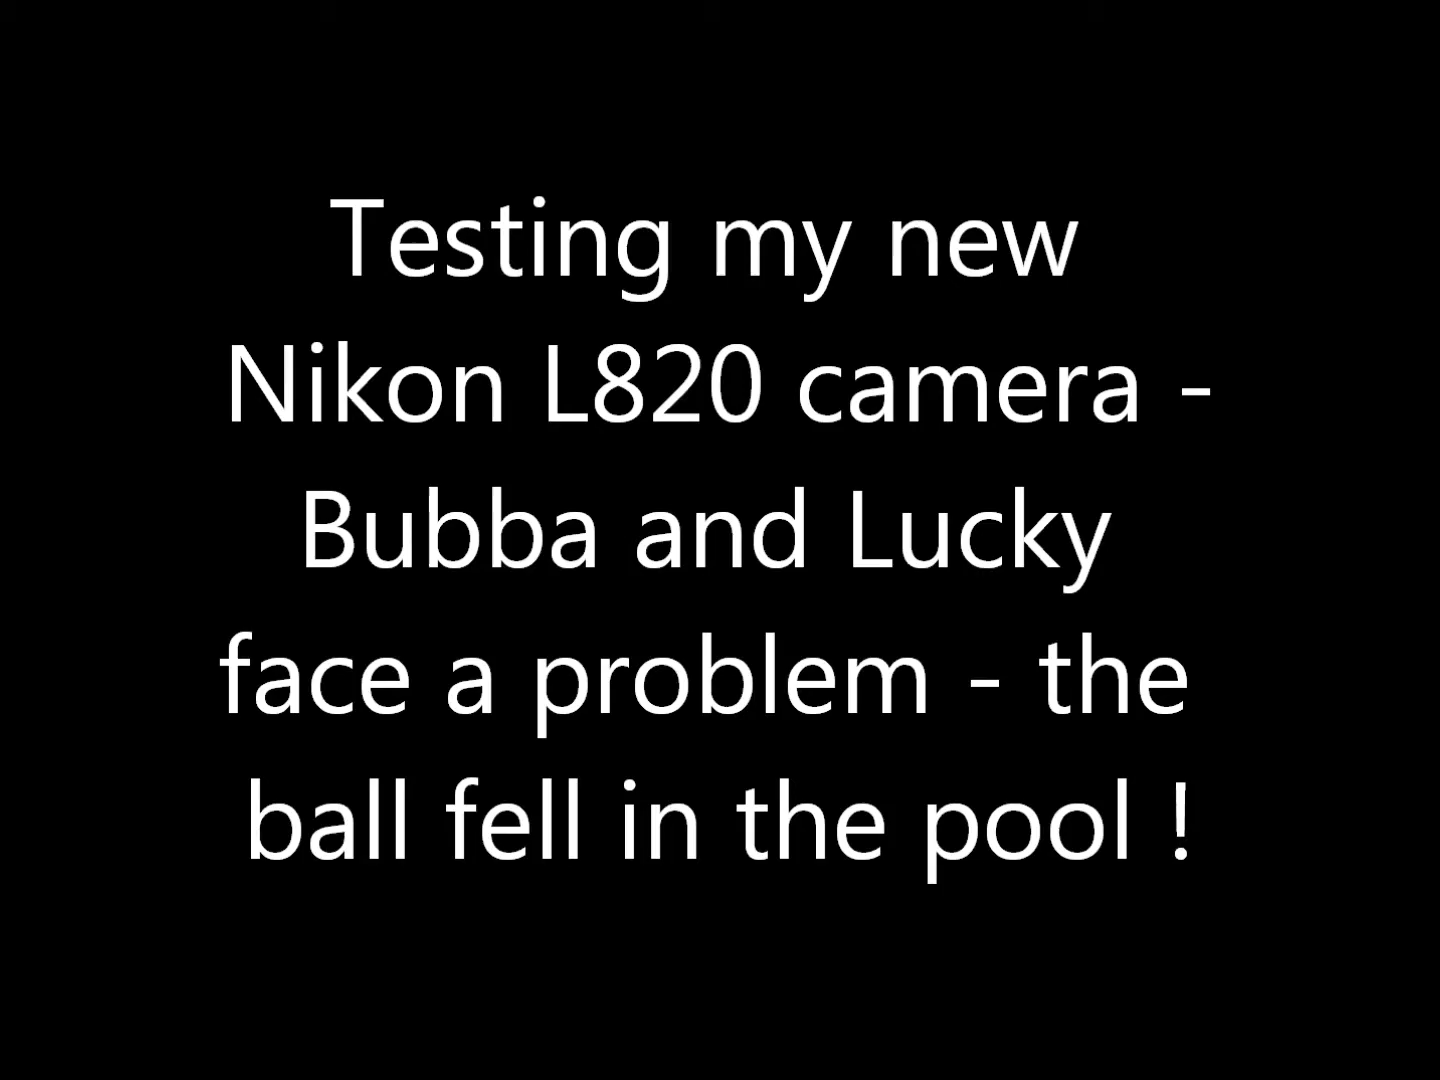 Testing my new
Nikon L820 camera -
Bubba and Lucky
face a problem - the
ball fell in the pool !